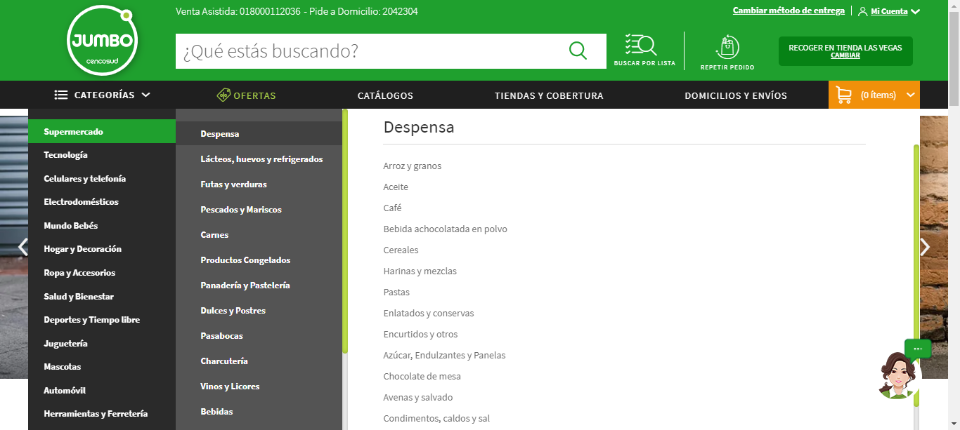 Venta Asistida: 018000112036 - Pide a Domicilio: 2042304
Cambiar método de entrega
Mi Cuenta
JUMBO
cencosud
¿Qué estás buscando?
BUSCAR POR LISTA
REPETIR PEDIDO
RECOGER EN TIENDA LAS VEGAS
CAMBIAR
CATEGORÍAS
OFERTAS
CATÁLOGOS
TIENDAS Y COBERTURA
DOMICILIOS Y ENVÍOS
(0 ítems)
Supermercado
Tecnología
Celulares y telefonía
Electrodomésticos
Mundo Bebés
Hogar y Decoración
Ropa y Accesorios
Salud y Bienestar
Deportes y Tiempo libre
Juguetería
Mascotas
Automóvil
Herramientas y Ferretería
Despensa
Lácteos, huevos y refrigerados
Futas y verduras
Pescados y Mariscos
Carnes
Productos Congelados
Panadería y Pastelería
Dulces y Postres
Pasabocas
Charcutería
Vinos y Licores
Bebidas
Despensa
Arroz y granos
Aceite
Café
Bebida achocolatada en polvo
Cereales
Harinas y mezclas
Pastas
Enlatados y conservas
Encurtidos y otros
Azúcar, Endulzantes y Panelas
Chocolate de mesa
Avenas y salvado
Condimentos, caldos y sal